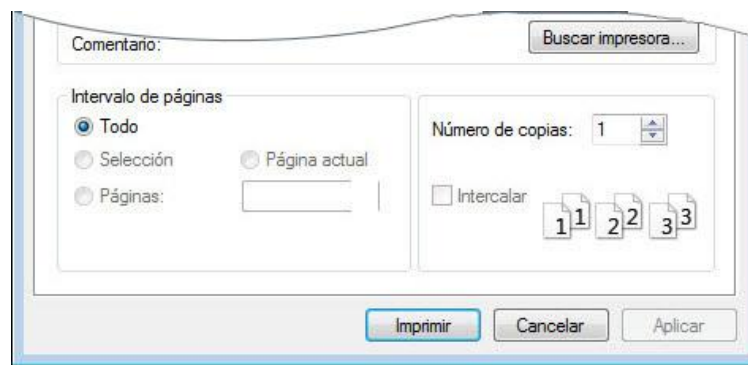 Comentario:
Buscar impresora...
Intervalo de páginas
Todo
Selección
Página actual
Páginas:
Número de copias: 1
Intercalar
1 1 2 2 3 3
Imprimir
Cancelar
Aplicar